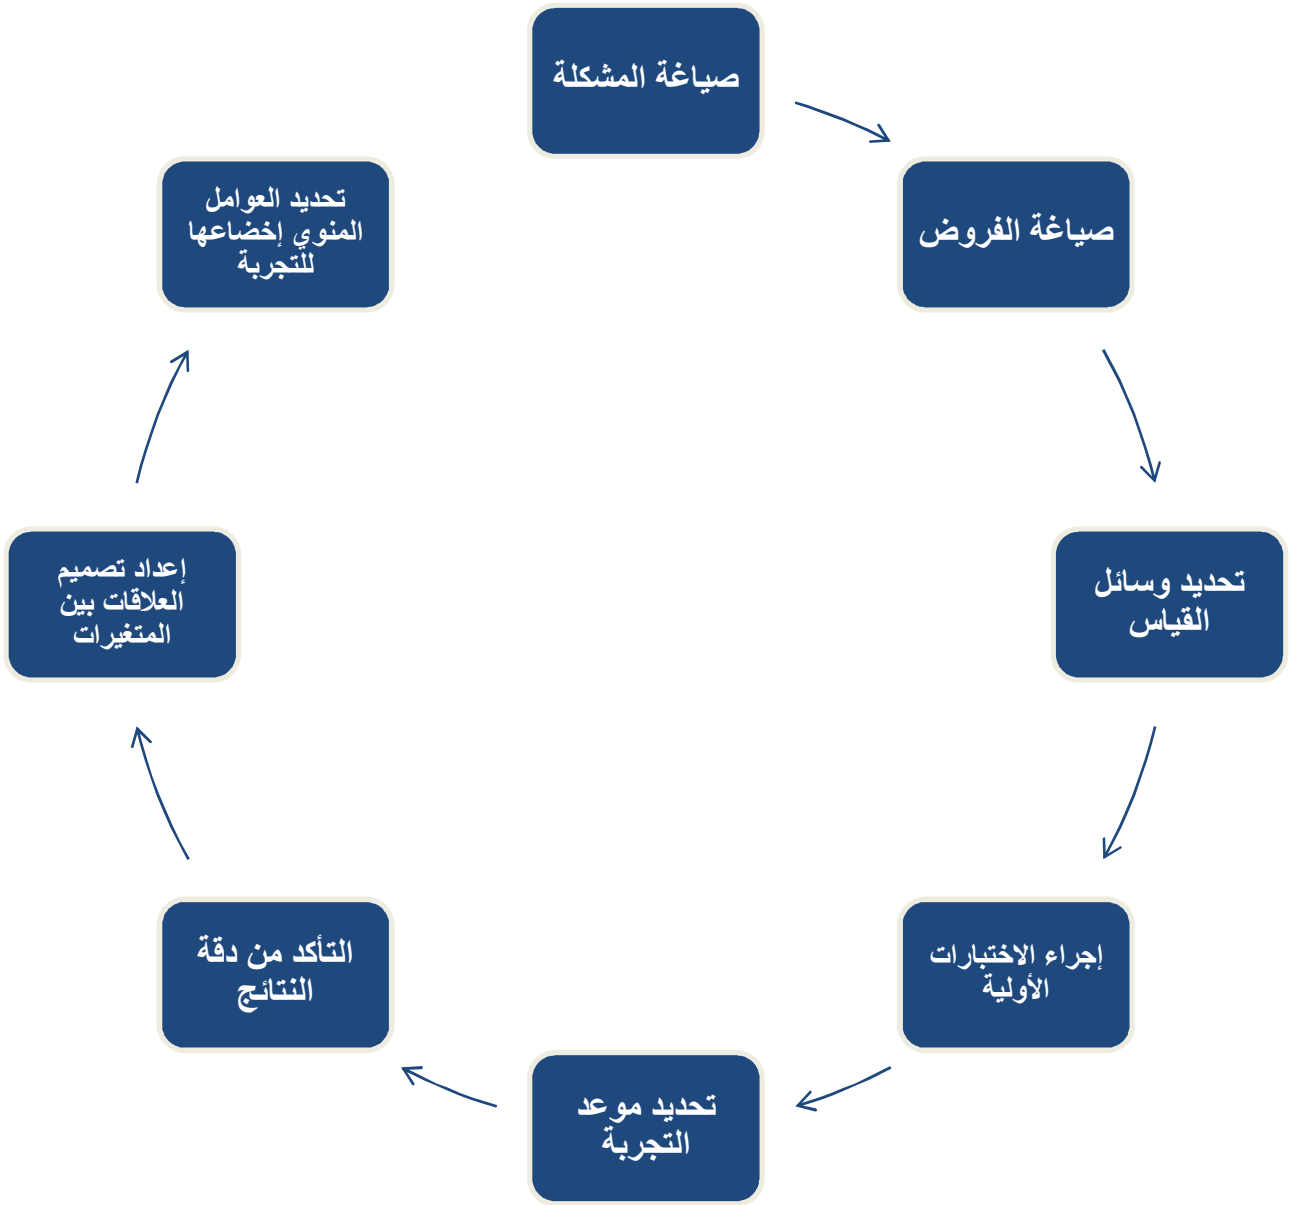 صياغة المشكلة
صياغة الفروض
تحديد وسائل
القياس
إجراء الاختبارات
الأولية
تحديد موعد
التجربة
التأكد من دقة
النتائج
إعداد تصميم
العلاقات بين
المتغيرات
تحديد العوامل
المنوي إخضاعها
للتجربة